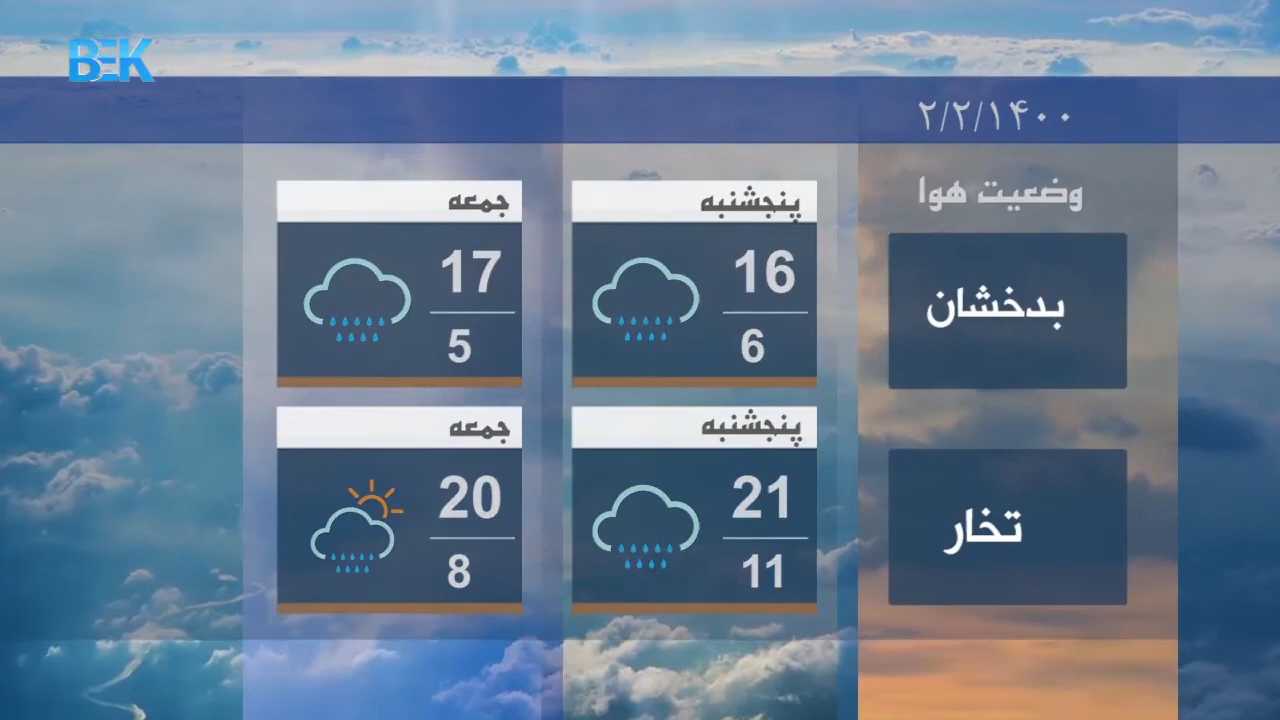 BEK
۲/۲/۱۴۰۰
وضعیت هوا
بدخشان
پنجشنبه
16
6
جمعه
17
5
تخار
پنجشنبه
21
11
جمعه
20
8